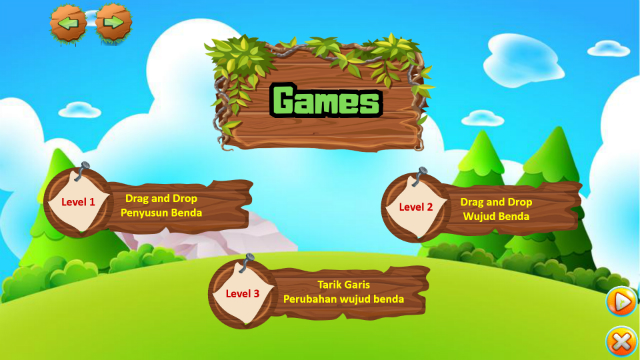 Games
Level 1
Drag and Drop
Penyusun Benda
Level 2
Drag and Drop
Wujud Benda
Level 3
Tarik Garis
Perubahan wujud benda